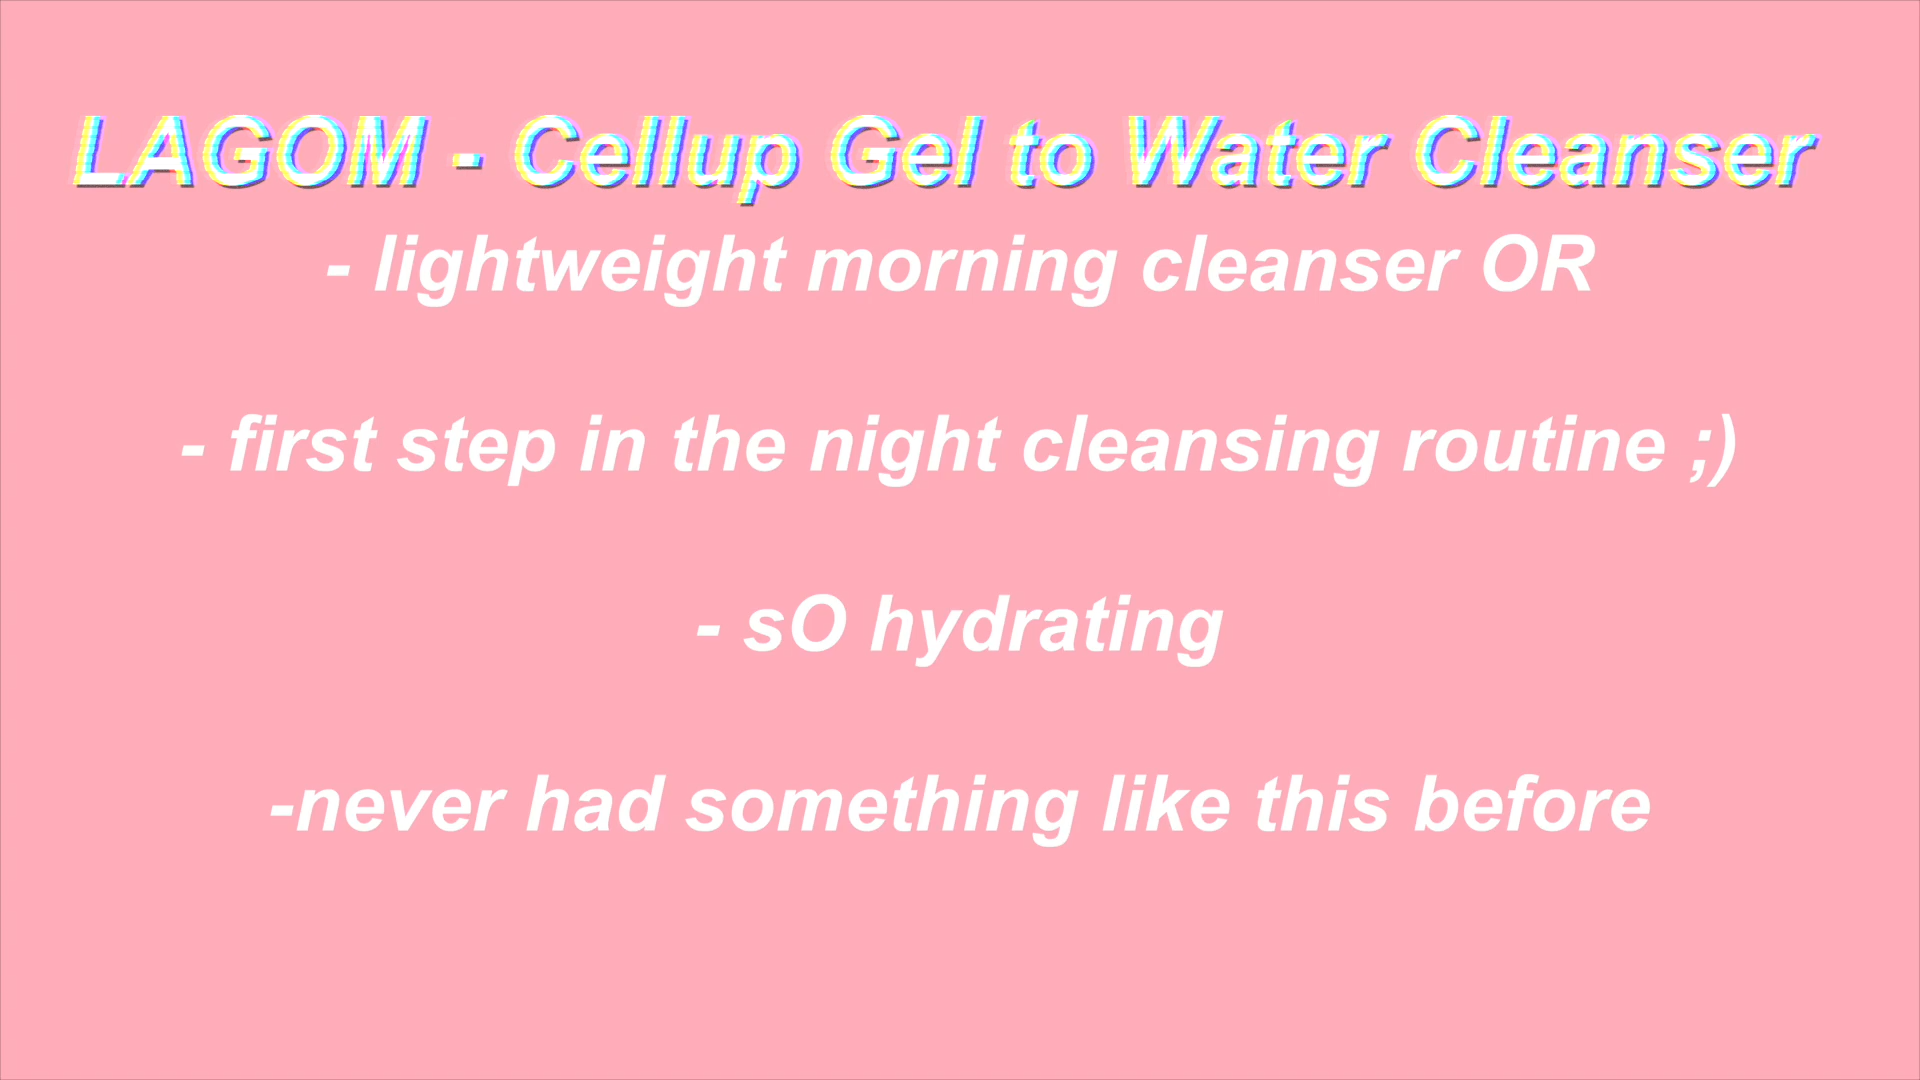 LAGOM - Cellup Gel to Water Cleanser
- lightweight morning cleanser OR
- first step in the night cleansing routine ;)
- sO hydrating
-never had something like this before